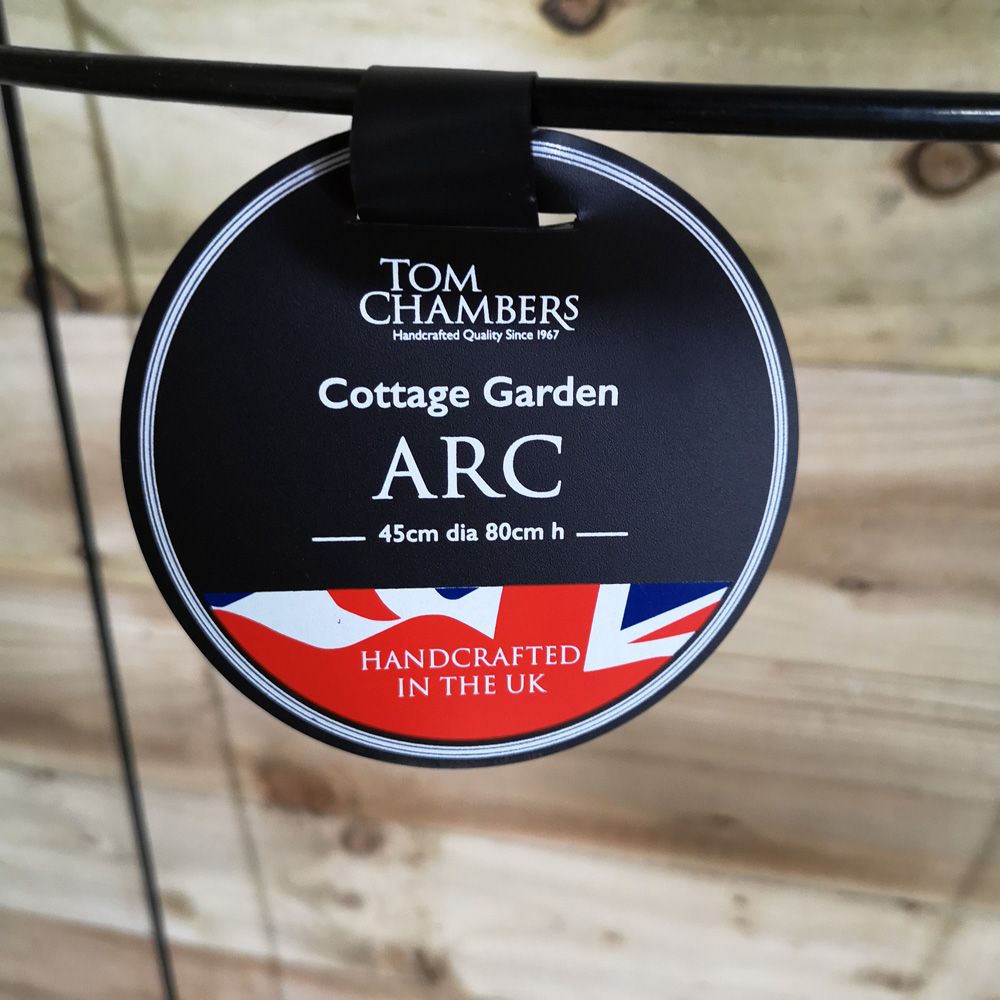 TOM
CHAMBERS
Handcrafted Quality Since 1967
Cottage Garden
ARC
45cm dia 80cm h
HANDCRAFTED
IN THE UK